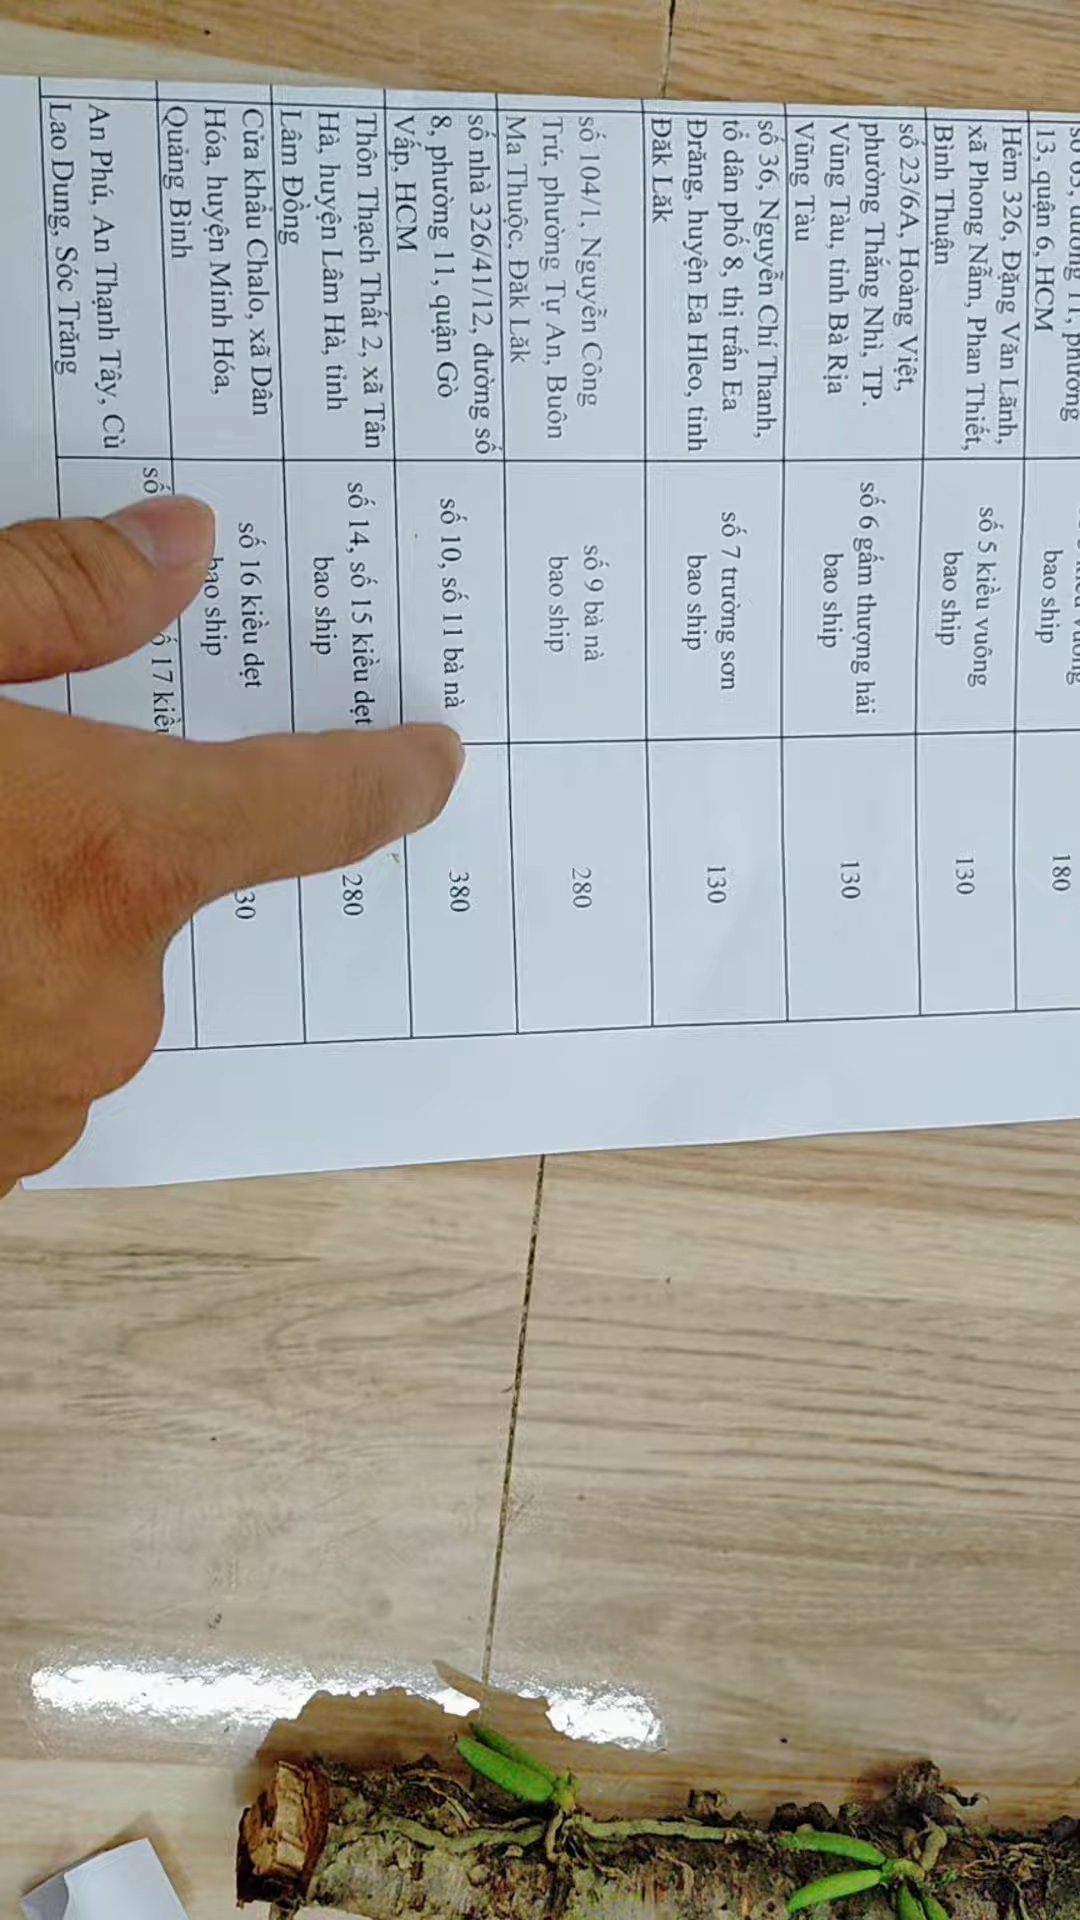 13, quận 6, HCM
bao ship
180
Hẻm 326, Đặng Văn Lãnh,
xã Phong Nẫm, Phan Thiết,
Bình Thuận
số 5 kiều vuông
bao ship
130
số 23/6A, Hoàng Việt,
phường Thắng Nhì, TP.
Vũng Tàu, tỉnh Bà Rịa
Vũng Tàu
số 6 gấm thượng hải
bao ship
130
số 36, Nguyễn Chí Thanh,
tổ dân phố 8, thị trấn Ea
Đrăng, huyện Ea Hleo, tỉnh
Đăk Lăk
số 7 trường sơn
bao ship
130
số 104/1, Nguyễn Công
Trứ, phường Tự An, Buôn
Ma Thuộc, Đăk Lăk
số 9 bà nà
bao ship
280
số nhà 326/41/12, đường số
8, phường 11, quận Gò
Vấp, HCM
số 10, số 11 bà nà
380
Thôn Thạch Thất 2, xã Tân
Hà, huyện Lâm Hà, tỉnh
Lâm Đồng
số 14, số 15 kiều dẹt
bao ship
280
Cửa khẩu Chalo, xã Dân
Hóa, huyện Minh Hóa,
Quảng Bình
số 16 kiều dẹt
bao ship
30
An Phú, An Thạnh Tây, Cù
Lao Dung, Sóc Trăng
số
17 kiều